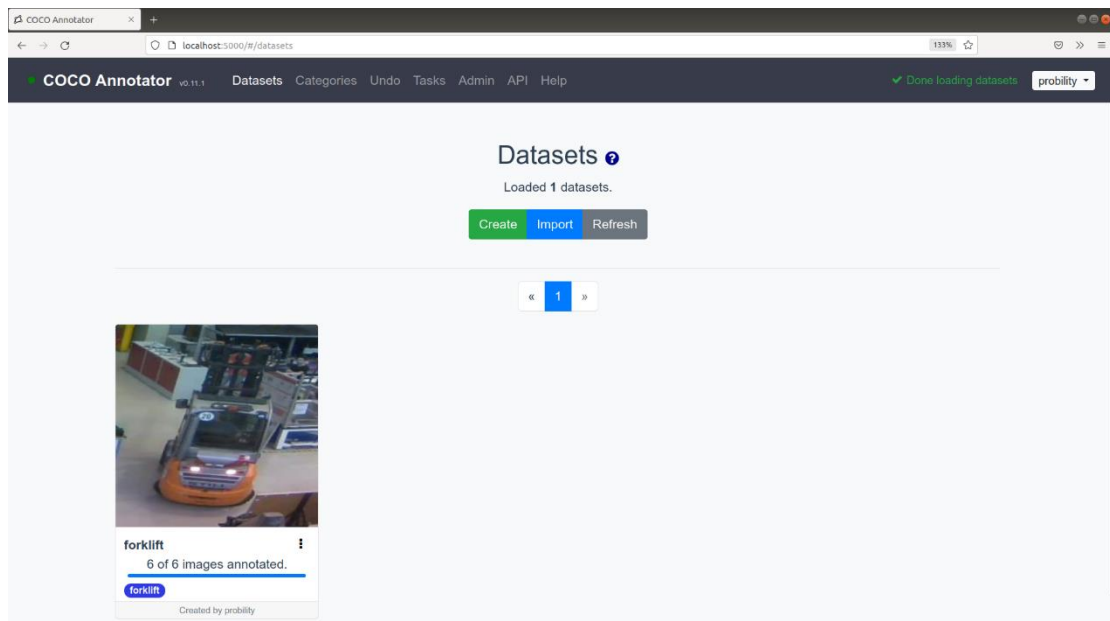 COCO Annotator
localhost:5000/#/datasets
133%
COCO Annotator v0.11.1 Datasets Categories Undo Tasks Admin API Help Done loading datasets probility
Datasets
Loaded 1 datasets.
Create Import Refresh
« 1 »
forklift
6 of 6 images annotated.
forklift
Created by probility